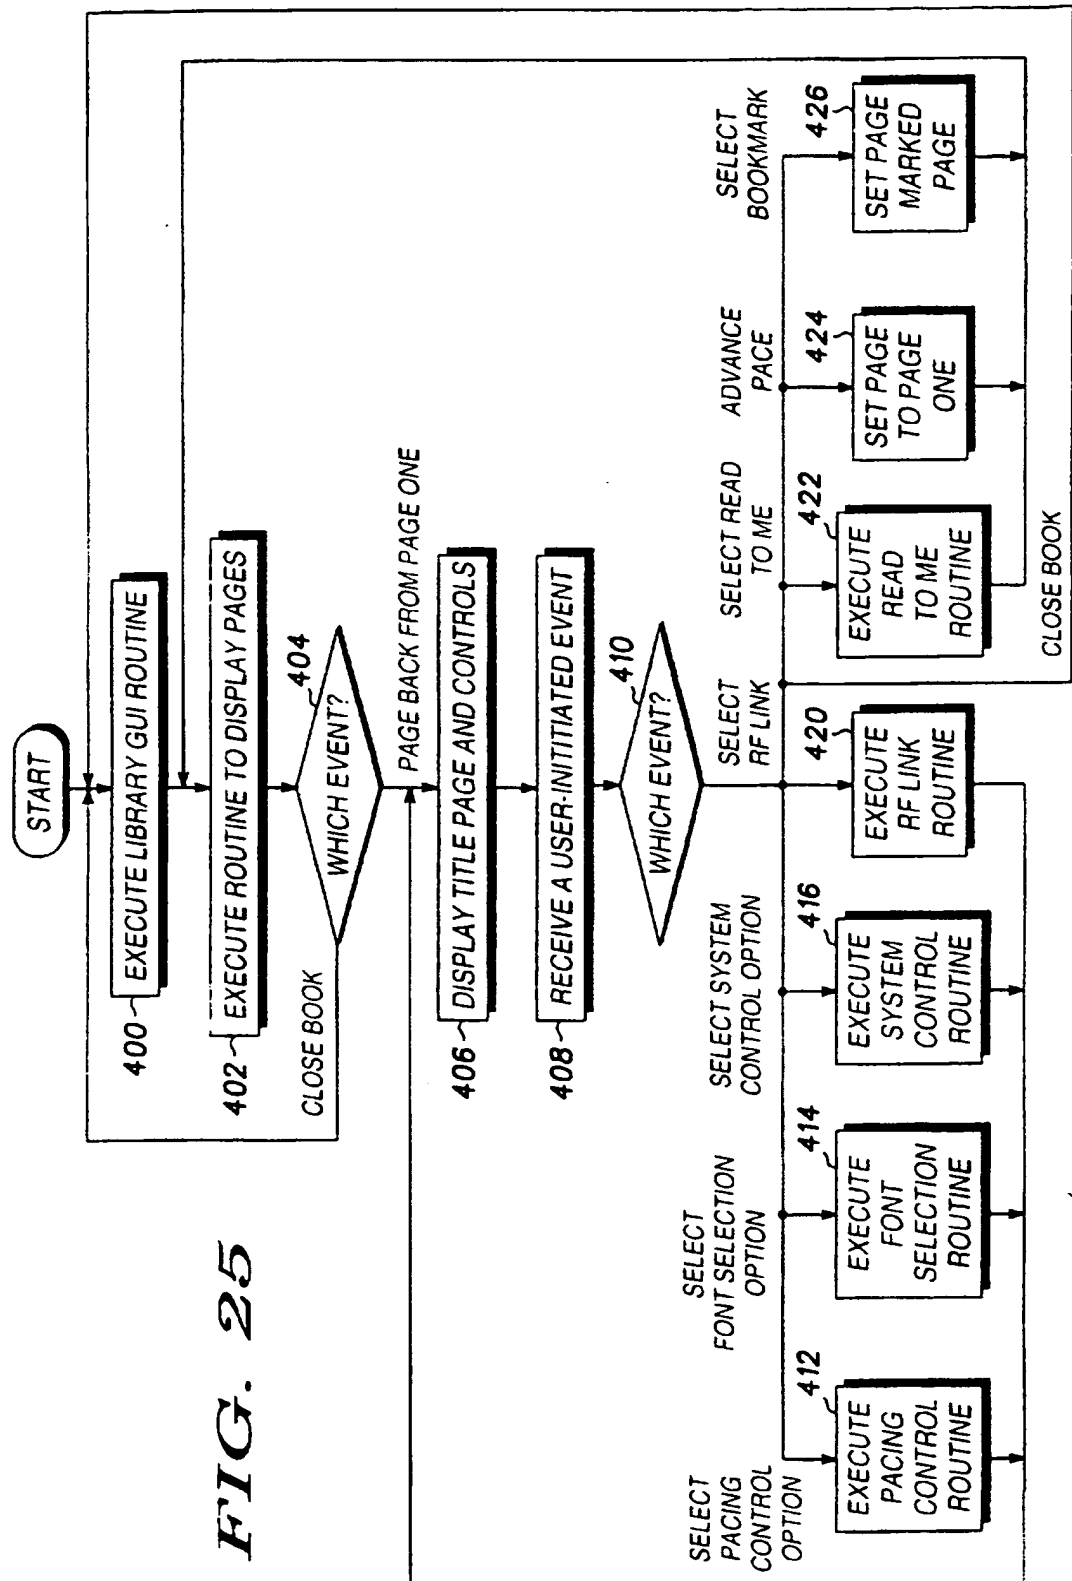 FIG. 25
START
400
EXECUTE LIBRARY GUI ROUTINE
402
EXECUTE ROUTINE TO DISPLAY PAGES
404
WHICH EVENT?
CLOSE BOOK
PAGE BACK FROM PAGE ONE
406
DISPLAY TITLE PAGE AND CONTROLS
408
RECEIVE A USER-INITITIATED EVENT
410
WHICH EVENT?
SELECT
PACING
CONTROL
OPTION
412
EXECUTE
PACING
CONTROL
ROUTINE
SELECT
FONT SELECTION
OPTION
414
EXECUTE
FONT
SELECTION
ROUTINE
SELECT SYSTEM
CONTROL OPTION
416
EXECUTE
SYSTEM
CONTROL
ROUTINE
SELECT
RF LINK
420
EXECUTE
RF LINK
ROUTINE
SELECT READ
TO ME
422
EXECUTE
READ
TO ME
ROUTINE
ADVANCE
PACE
424
SET PAGE
TO PAGE
ONE
SELECT
BOOKMARK
426
SET PAGE
MARKED
PAGE
CLOSE BOOK